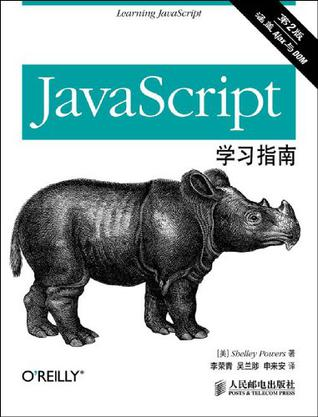 Learning JavaScript
第2版
涵盖Ajax与DOM
JavaScript
学习指南
[美] Shelley Powers 著
李荣青 吴兰陟 申来安 译
O'REILLY®
人民邮电出版社
POSTS & TELECOM PRESS